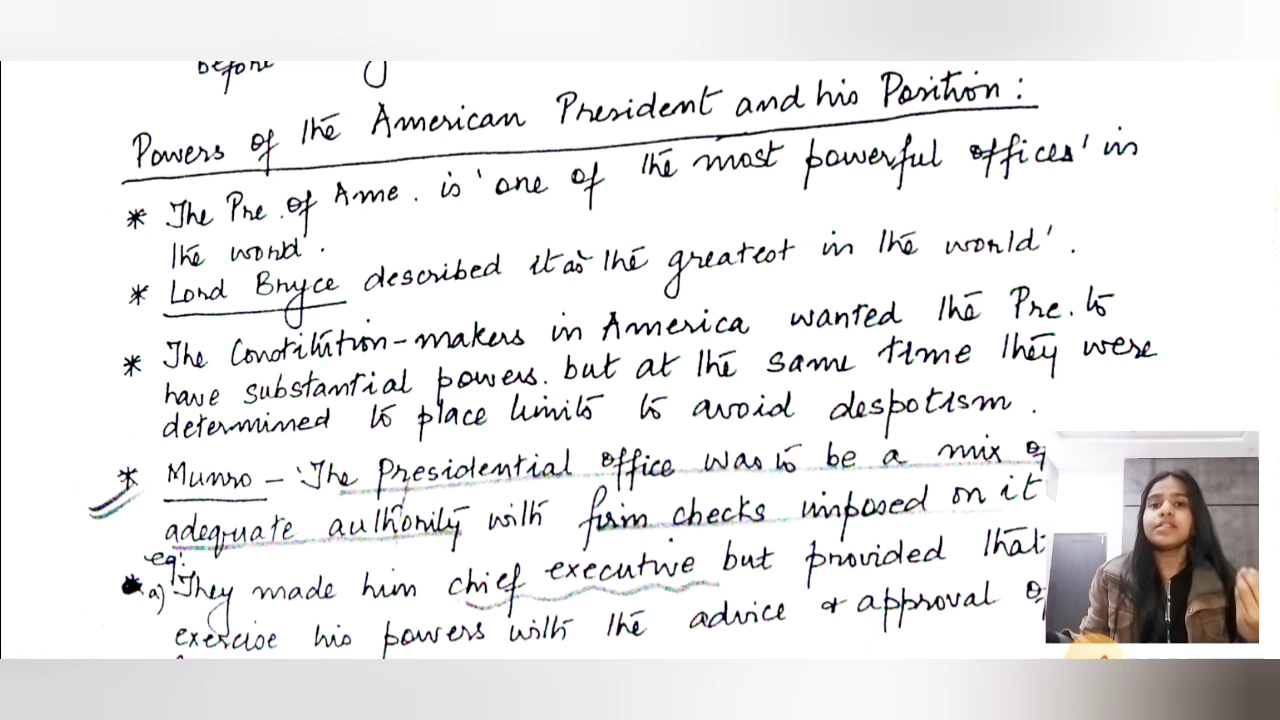 before
Powers of the American President and his Position :
* The Pre. of Ame. is 'one of the most powerful offices' in
the world.
* Lord Bryce described it as 'the greatest in the world'.
* The Constitution-makers in America wanted the Pre. to
have substantial powers. but at the same time they were
determined to place limits to avoid despotism.
* Munro - 'The Presidential office was to be a mix of
adequate authority with firm checks imposed on it
eg:
* a) They made him chief executive but provided that
exercise his powers with the advice & approval of